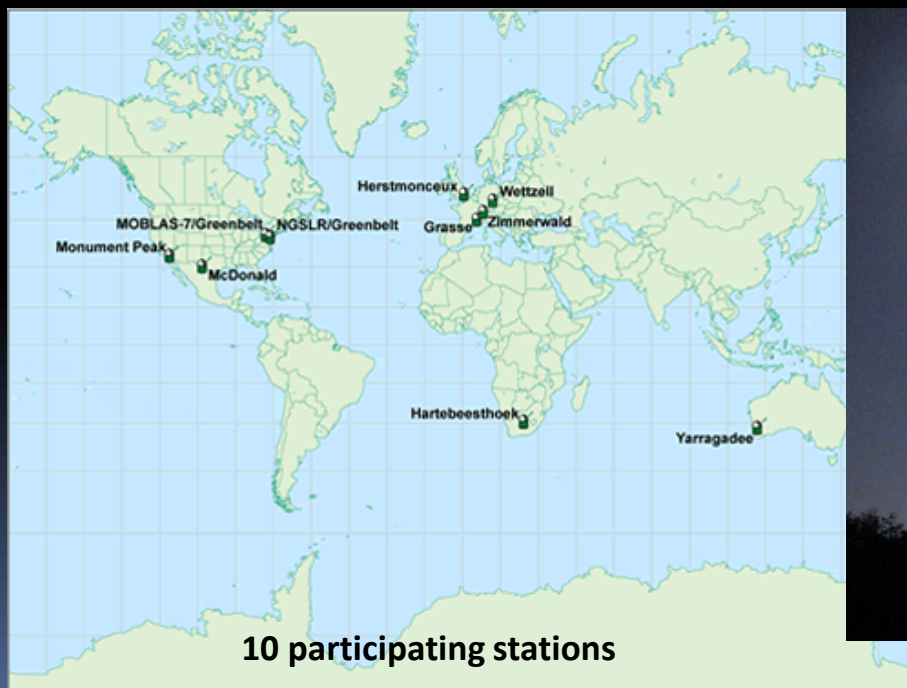 Herstmonceux
Wettzell
MOBLAS-7/Greenbelt
NGSLR/Greenbelt
Grasse
Zimmerwald
Monument Peak
McDonald
Hartebeesthoek
Yarragadee
10 participating stations